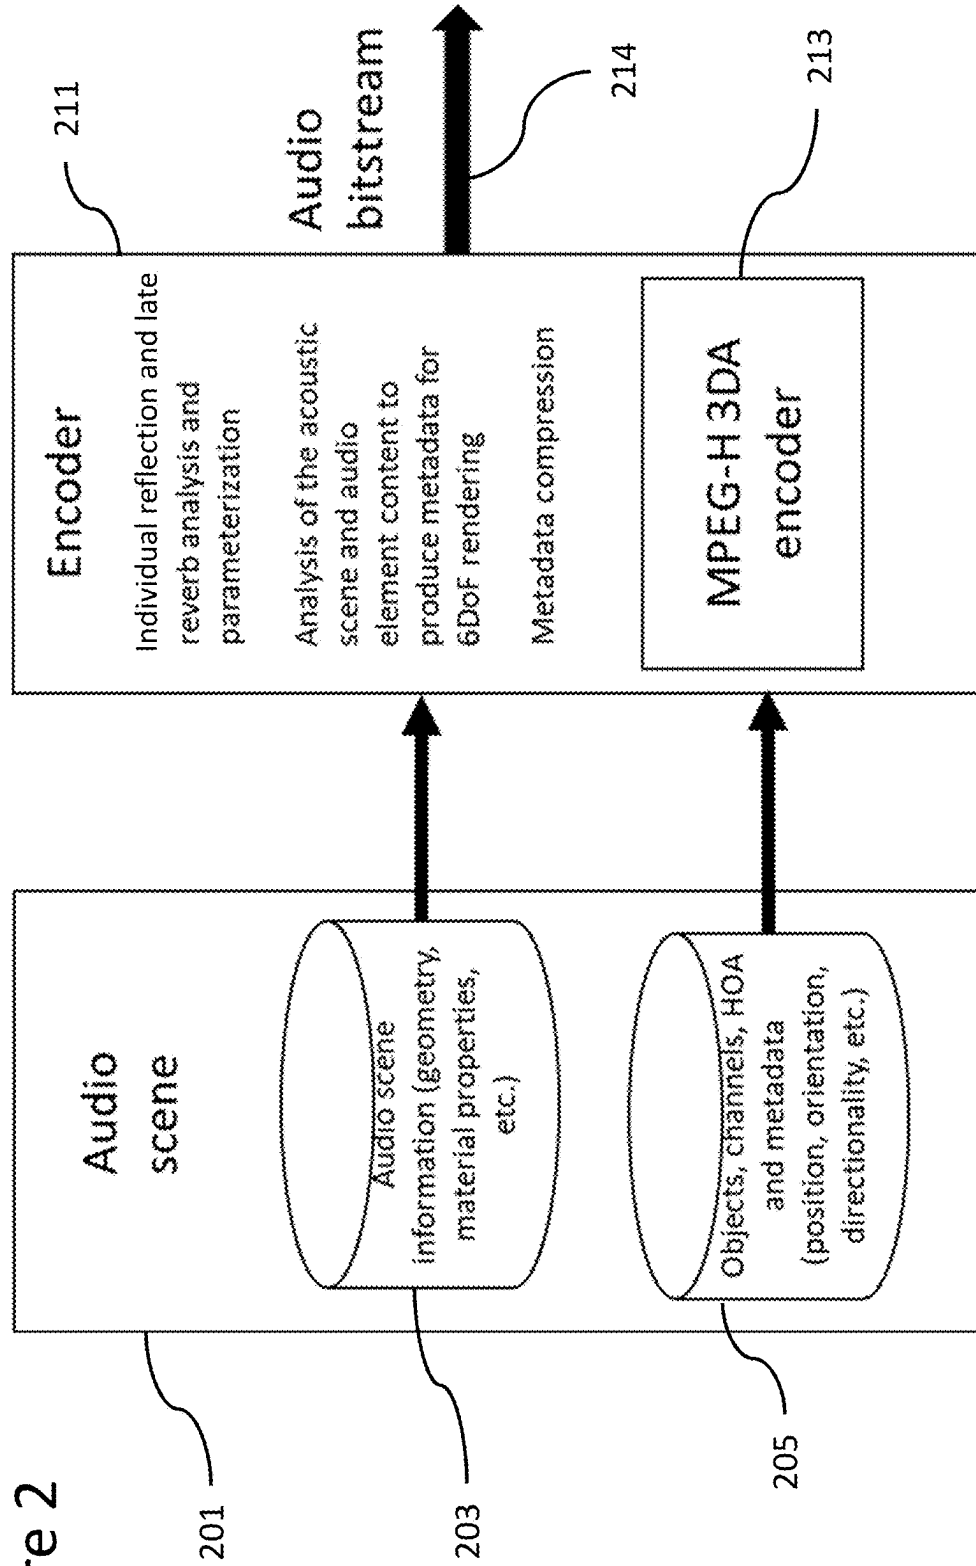 re 2
201
203
205
Audio
scene
Audio scene
information (geometry,
material properties,
etc.)
Objects, channels, HOA
and metadata
(position, orientation,
directionality, etc.)
Encoder
Individual reflection and late
reverb analysis and
parameterization
Analysis of the acoustic
scene and audio
element content to
produce metadata for
6DoF rendering
Metadata compression
MPEG-H 3DA
encoder
211
Audio
bitstream
214
213